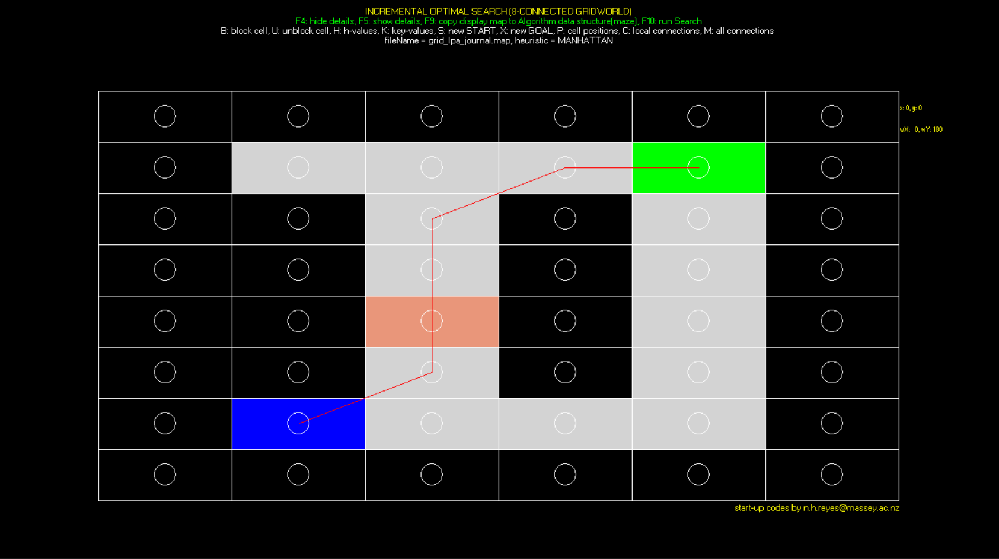 INCREMENTAL OPTIMAL SEARCH (8-CONNECTED GRIDWORLD)
F4: hide details, F5: show details, F9: copy display map to Algorithm data structure(maze), F10: run Search
B: block cell, U: unblock cell, H: h-values, K: key-values, S: new START, X: new GOAL, P: cell positions, C: local connections, M: all connections
fileName = grid_lpa_journal.map, heuristic = MANHATTAN
x: 0, y: 0
wX: 0, wY: 180
start-up codes by n.h.reyes@massey.ac.nz